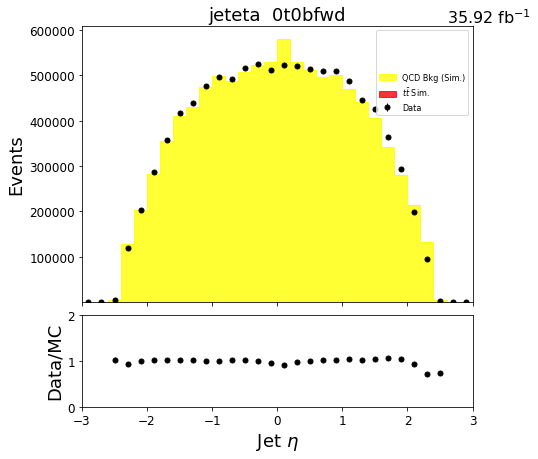 jeteta 0t0bfwd
35.92 fb⁻¹
600000
500000
400000
300000
200000
100000
Events
QCD Bkg (Sim.)
tt̄ Sim.
Data
2
1
0
Data/MC
−3 −2 −1 0 1 2 3
Jet η